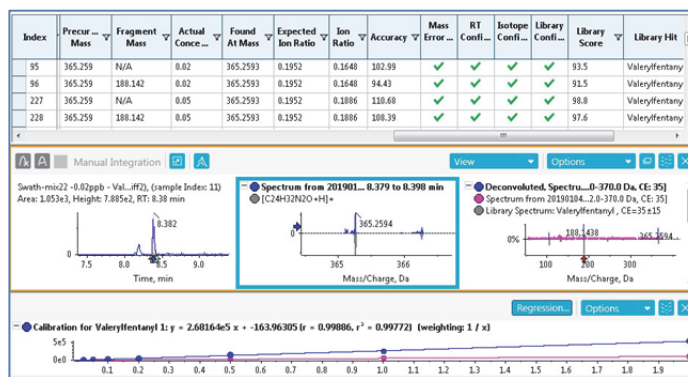 Index Precur ... Mass Fragment Mass Actual Conce ... Found At Mass Expected Ion Ratio Ion Ratio Accuracy Mass Error ... RT Confi ... Isotope Confi ... Library Confi ... Library Score Library Hit
95 365.259 N/A 0.02 365.2593 0.1952 0.1648 102.99 93.5 Valerylfentany
96 365.259 188.142 0.02 365.2593 0.1952 0.1648 94.43 91.5 Valerylfentany
227 365.259 N/A 0.05 365.2593 0.1952 0.1886 110.68 98.8 Valerylfentany
228 365.259 188.142 0.05 365.2593 0.1952 0.1886 108.39 97.6 Valerylfentany
Manual Integration View Options
Swath-mix22 -0.02ppb - Val...iff2), (sample Index: 11)
Area: 1.053e3, Height: 7.885e2, RT: 8.38 min
8.382
0
7.5 8.0 8.5 9.0
Time, min
Spectrum from 201901... 8.379 to 8.398 min
[C24H32N2O+H]+
365.2594
0
365 366
Mass/Charge, Da
Deconvoluted, Spectru...0-370.0 Da, CE: 35]
Spectrum from 20190104...2.0-370.0 Da, CE: 35]
Library Spectrum: Valerylfentanyl , CE=35±15
188.1438
365.2594
0%
100 200 300 400
Mass/Charge, Da
Regression... Options
Calibration for Valerylfentanyl 1: y = 2.68164e5 x + -163.96305 (r = 0.99886, r² = 0.99772) (weighting: 1 / x)
5e5
0e0
0.1 0.2 0.3 0.4 0.5 0.6 0.7 0.8 0.9 1.0 1.1 1.2 1.3 1.4 1.5 1.6 1.7 1.8 1.9